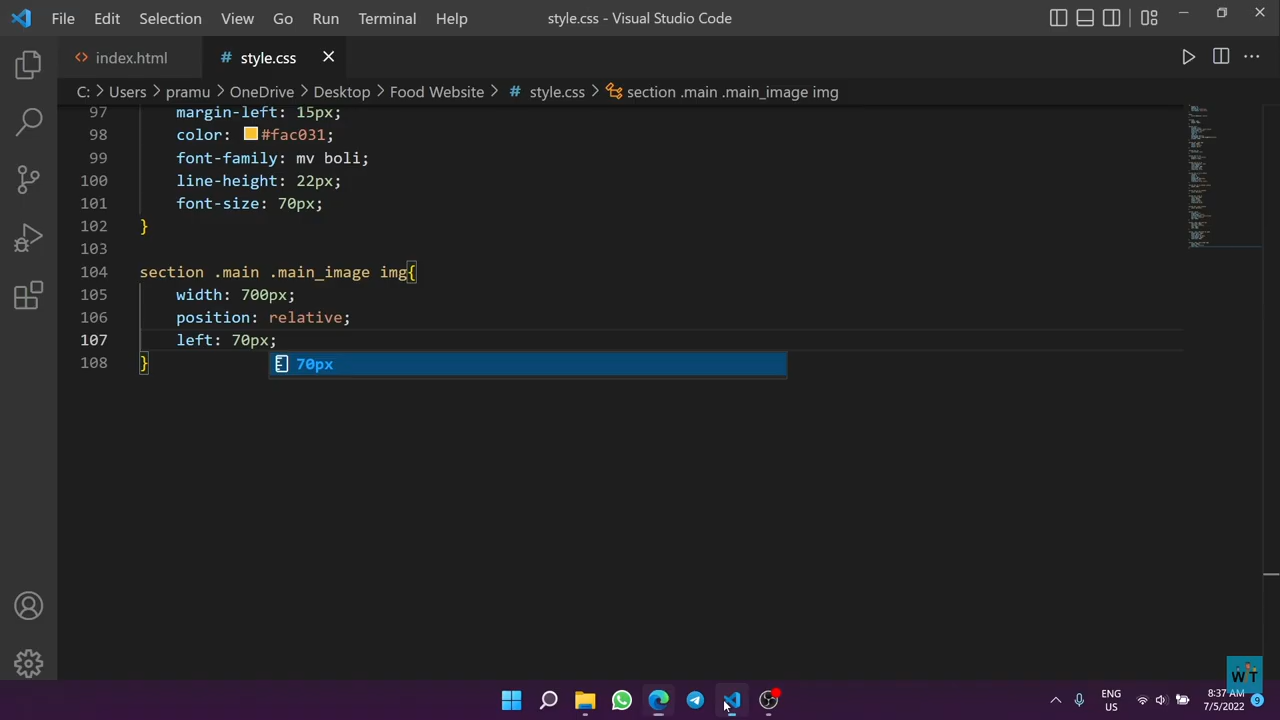 File Edit Selection View Go Run Terminal Help style.css - Visual Studio Code
index.html style.css
C: > Users > pramu > OneDrive > Desktop > Food Website > # style.css > section .main .main_image img
97 margin-left: 15px;
98 color: #fac031;
99 font-family: mv boli;
100 line-height: 22px;
101 font-size: 70px;
102 }
103
104 section .main .main_image img{
105 width: 700px;
106 position: relative;
107 left: 70px;
108 }
70px
WT
ENG
US
8:37 AM
7/5/2022
9